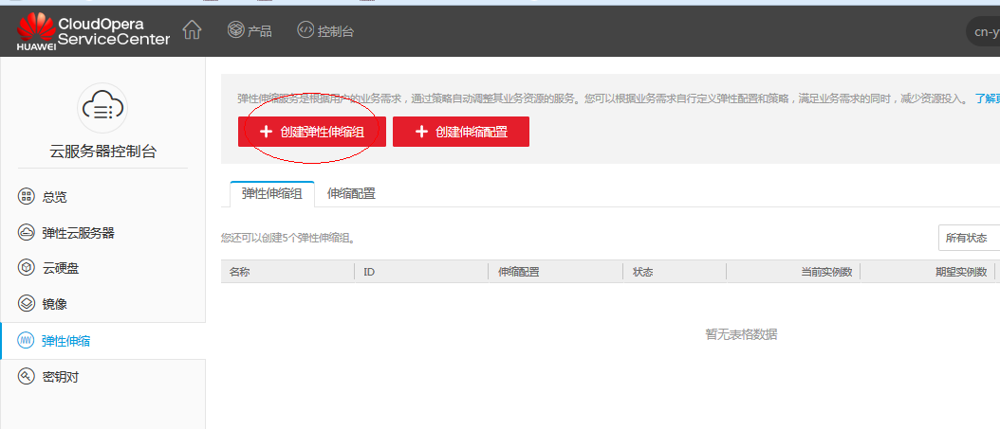 HUAWEI
CloudOpera
ServiceCenter
产品
控制台
cn-y
云服务器控制台
总览
弹性云服务器
云硬盘
镜像
弹性伸缩
密钥对
弹性伸缩服务是根据用户的业务需求，通过策略自动调整其业务资源的服务。您可以根据业务需求自行定义弹性配置和策略，满足业务需求的同时，减少资源投入。 了解更
+ 创建弹性伸缩组
+ 创建伸缩配置
弹性伸缩组 伸缩配置
您还可以创建5个弹性伸缩组。
所有状态
名称 ID 伸缩配置 状态 当前实例数 期望实例数
暂无表格数据